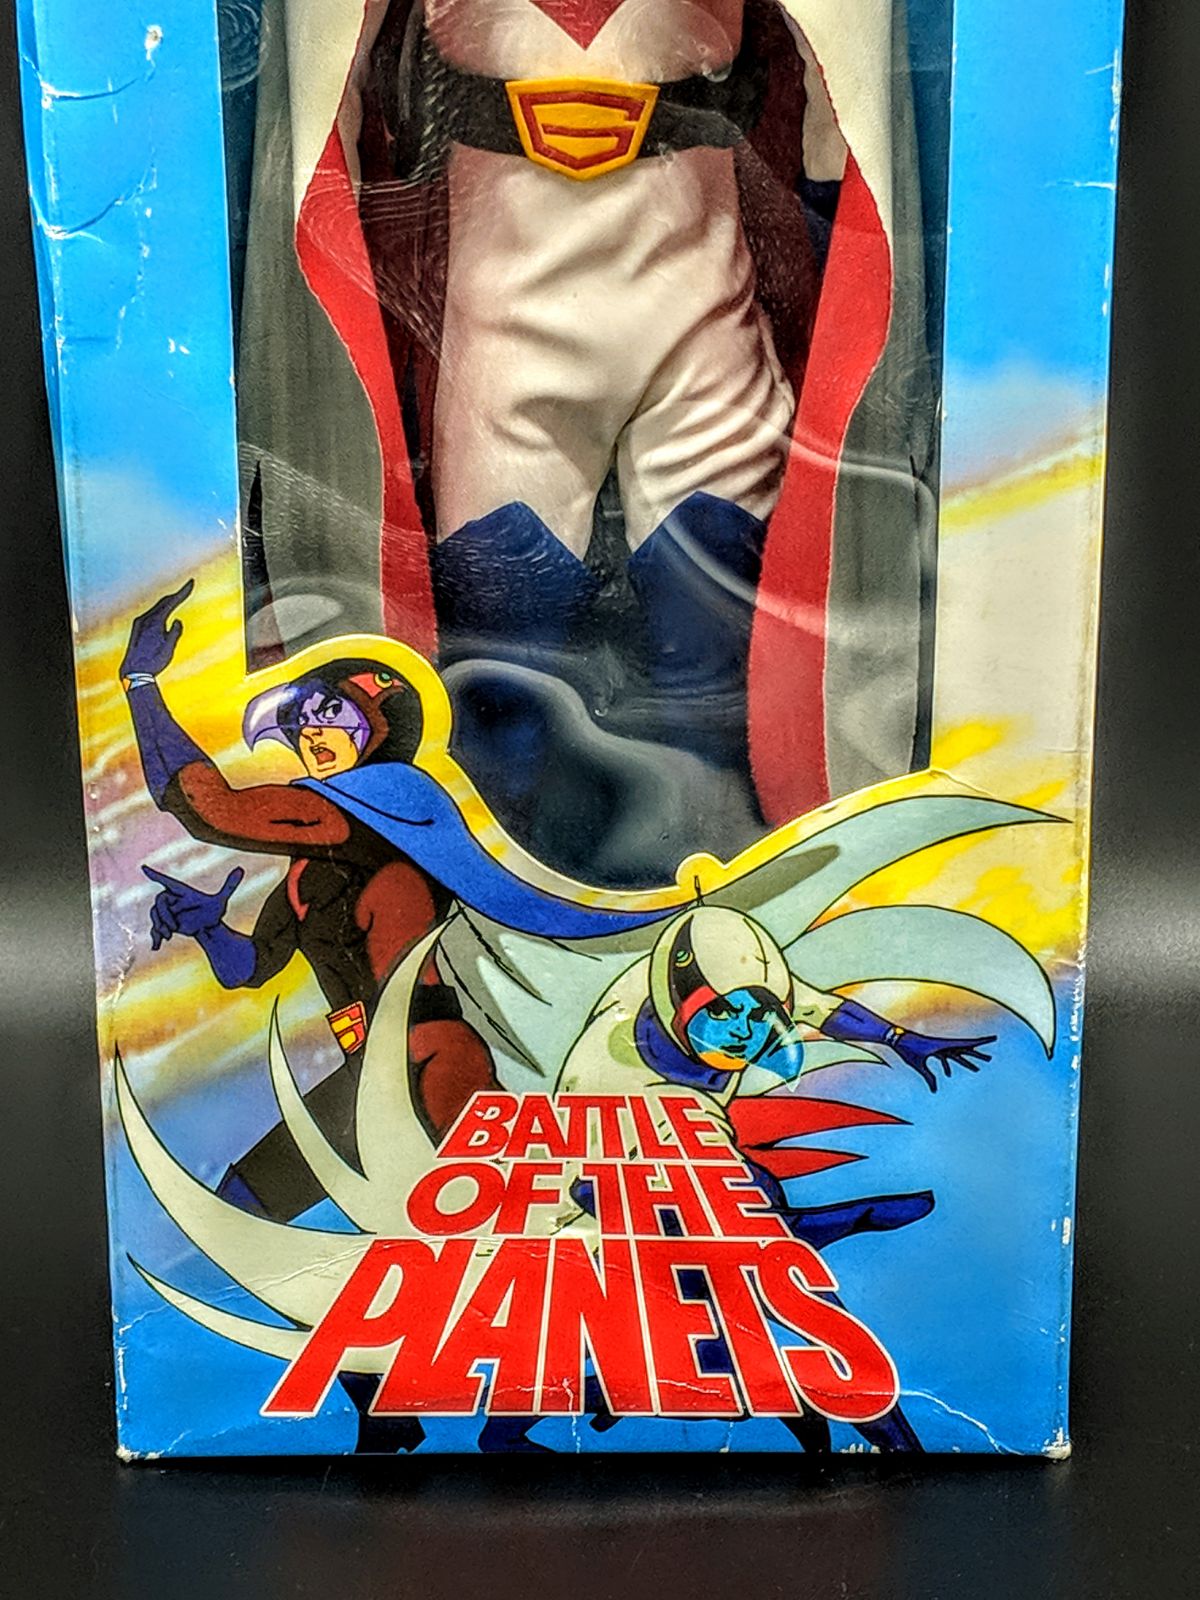 G
BATTLE
OF THE
PLANETS